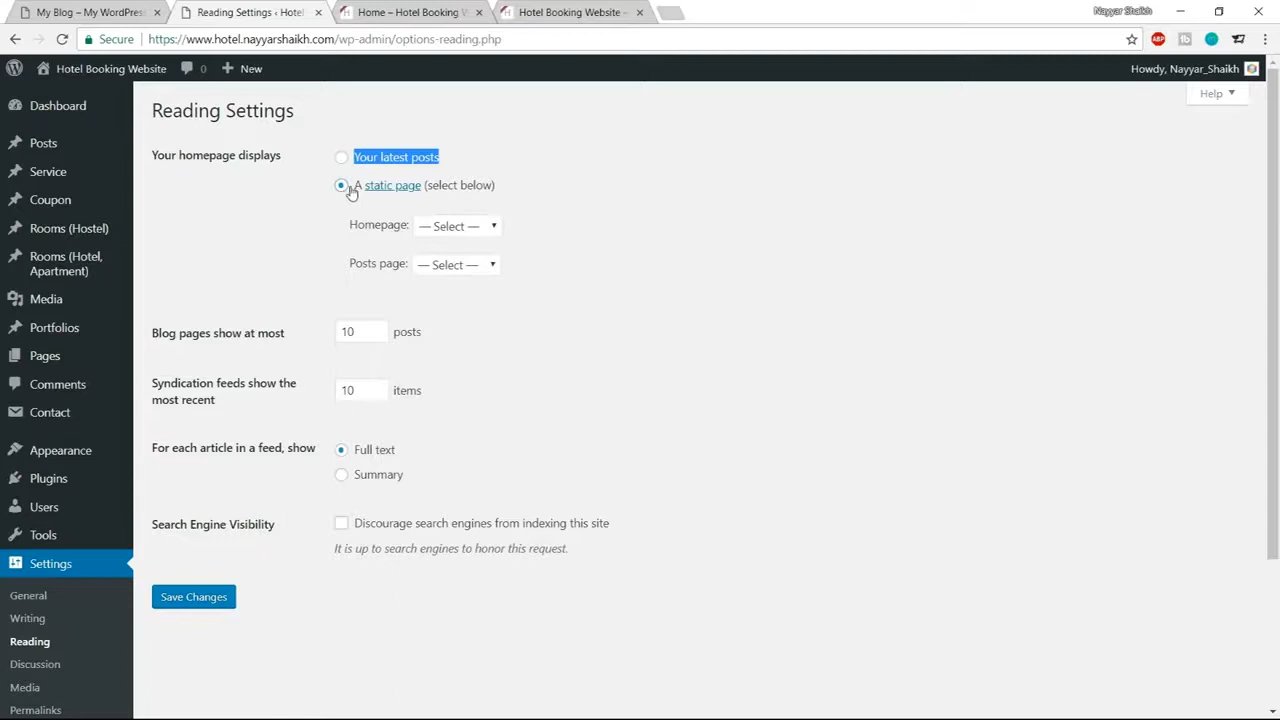 My Blog – My WordPress
Reading Settings ‹ Hotel
Home – Hotel Booking W
Hotel Booking Website –
Nayyar Shaikh
Secure
https://www.hotel.nayyarshaikh.com/wp-admin/options-reading.php
ABP
Hotel Booking Website
0
New
Howdy, Nayyar_Shaikh
Help
Dashboard
Posts
Service
Coupon
Rooms (Hostel)
Rooms (Hotel,
Apartment)
Media
Portfolios
Pages
Comments
Contact
Appearance
Plugins
Users
Tools
Settings
General
Writing
Reading
Discussion
Media
Permalinks
Reading Settings
Your homepage displays
Your latest posts
A static page (select below)
Homepage: — Select —
Posts page: — Select —
Blog pages show at most 10 posts
Syndication feeds show the
most recent
10 items
For each article in a feed, show
Full text
Summary
Search Engine Visibility
Discourage search engines from indexing this site
It is up to search engines to honor this request.
Save Changes